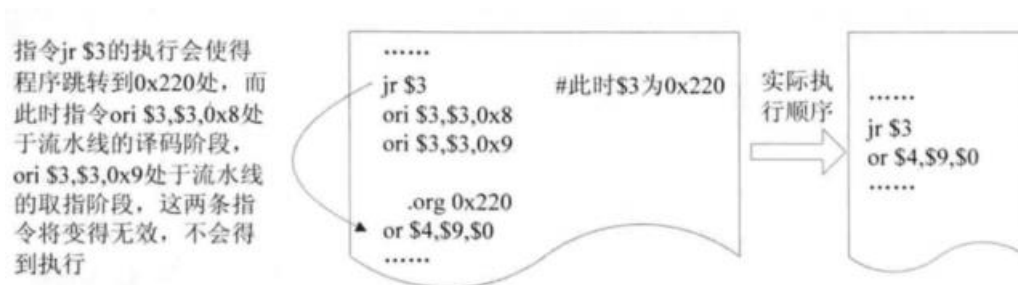 指令jr $3的执行会使得
程序跳转到0x220处，而
此时指令ori $3,$3,0x8处
于流水线的译码阶段，
ori $3,$3,0x9处于流水线
的取指阶段，这两条指
令将变得无效，不会得
到执行
......
jr $3 #此时$3为0x220
ori $3,$3,0x8
ori $3,$3,0x9
.org 0x220
or $4,$9,$0
......
实际执
行顺序
......
jr $3
or $4,$9,$0
......